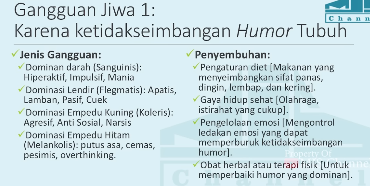 Gangguan Jiwa 1:
Karena ketidakseimbangan Humor Tubuh
Chann
Jenis Gangguan:
Dominan darah (Sanguinis):
Hiperaktif, Impulsif, Mania
Dominasi Lendir (Flegmatis): Apatis,
Lamban, Pasif, Cuek
Dominasi Empedu Kuning (Koleris):
Agresif, Anti Sosial, Narsis
Dominasi Empedu Hitam
(Melankolis): putus asa, cemas,
pesimis, overthinking.
Penyembuhan:
Pengaturan diet [Makanan yang
menyeimbangkan sifat panas,
dingin, lembap, dan kering].
Gaya hidup sehat [Olahraga,
istirahat yang cukup].
Pengelolaan emosi [Mengontrol
ledakan emosi yang dapat
memperburuk ketidakseimbangan
humor].
Obat herbal atau terapi fisik [Untuk
memperbaiki humor yang dominan].
Chann